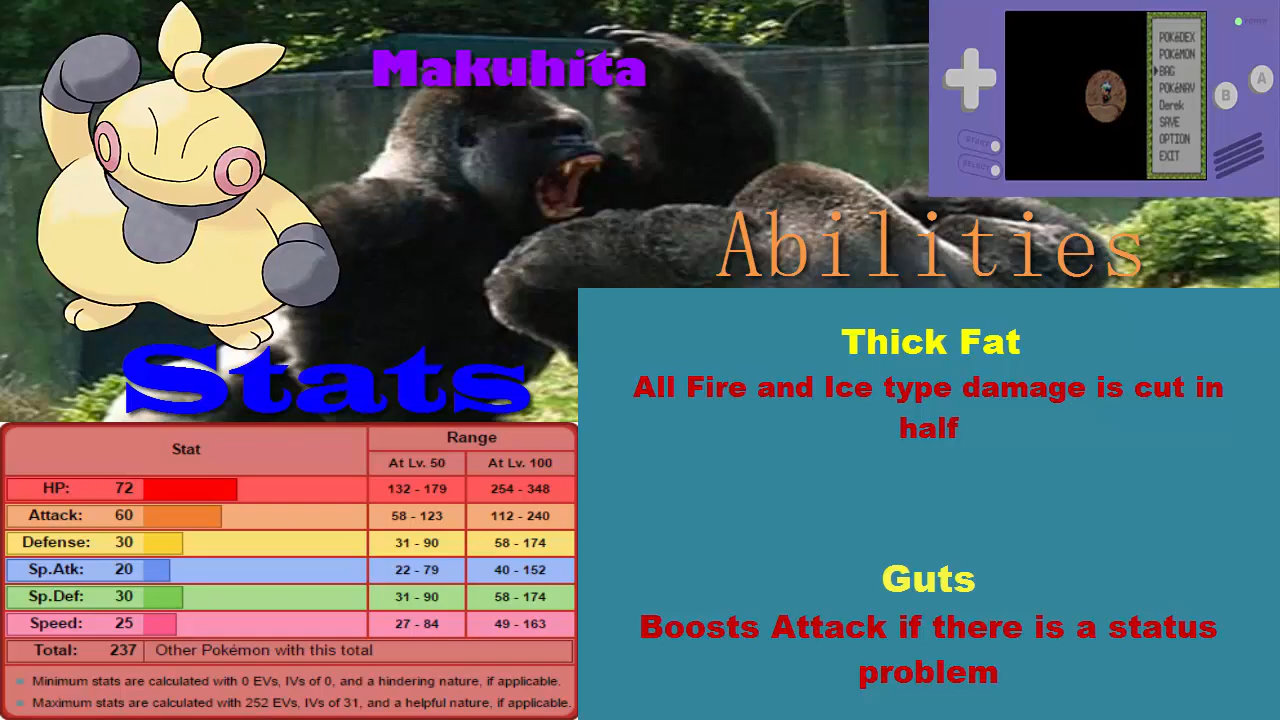 Makuhita
POWER
POKéDEX
POKéMON
BAG
POKéNAV
Derek
SAVE
OPTION
EXIT
B
A
START
SELECT
Abilities
Thick Fat
All Fire and Ice type damage is cut in
half
Guts
Boosts Attack if there is a status
problem
Stats
Stat Range
At Lv. 50 At Lv. 100
HP: 72 132 - 179 254 - 348
Attack: 60 58 - 123 112 - 240
Defense: 30 31 - 90 58 - 174
Sp.Atk: 20 22 - 79 40 - 152
Sp.Def: 30 31 - 90 58 - 174
Speed: 25 27 - 84 49 - 163
Total: 237 Other Pokémon with this total
Minimum stats are calculated with 0 EVs, IVs of 0, and a hindering nature, if applicable.
Maximum stats are calculated with 252 EVs, IVs of 31, and a helpful nature, if applicable.